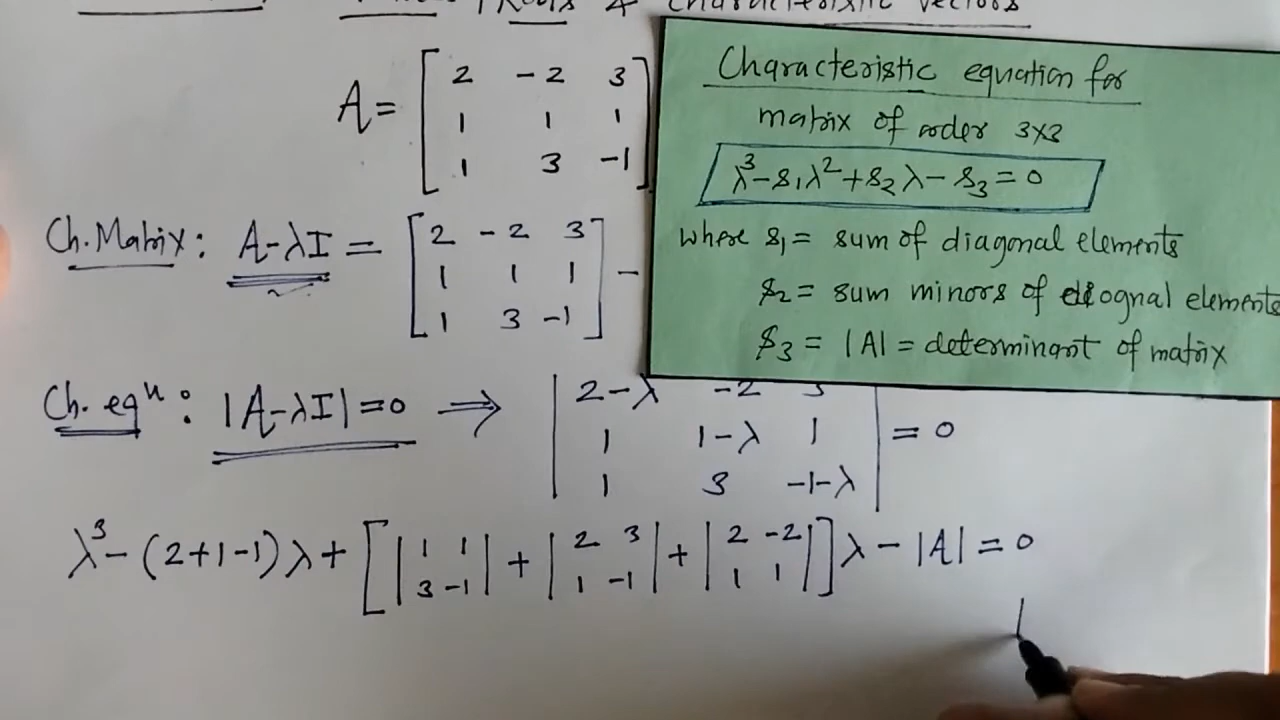 Roots & Characteristic Vectors
A = [ 2 -2 3
1 1 1
1 3 -1 ]
Ch. Matrix : A-λI = [ 2 -2 3
1 1 1
1 3 -1 ] -
Characteristic equation for
matrix of order 3x3
λ³-S₁λ²+S₂λ-S₃=0
where S₁ = sum of diagonal elements
S₂ = sum minors of diognal elements
S₃ = |A| = determinant of matrix
Ch. eqⁿ : |A-λI|=0 ⇒ | 2-λ -2 3
1 1-λ 1
1 3 -1-λ | = 0
λ³-(2+1-1)λ+[ | 1 1 | + | 2 3 | + | 2 -2 | ]λ-|A|=0
3 -1 1 -1 1 1